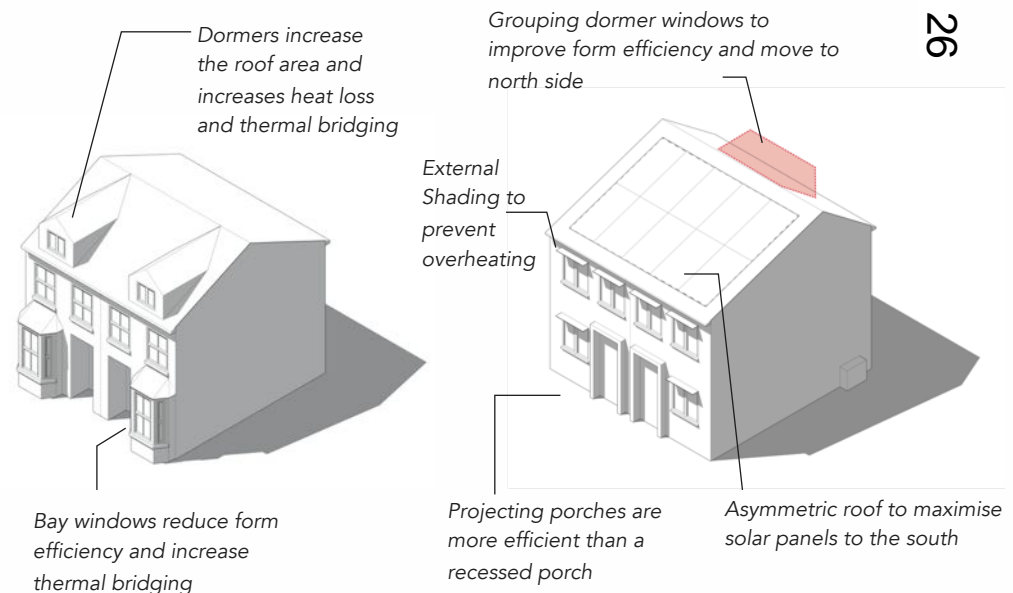 Dormers increase
the roof area and
increases heat loss
and thermal bridging
Bay windows reduce form
efficiency and increase
thermal bridging
Grouping dormer windows to
improve form efficiency and move to
north side
External
Shading to
prevent
overheating
Projecting porches are
more efficient than a
recessed porch
Asymmetric roof to maximise
solar panels to the south
26